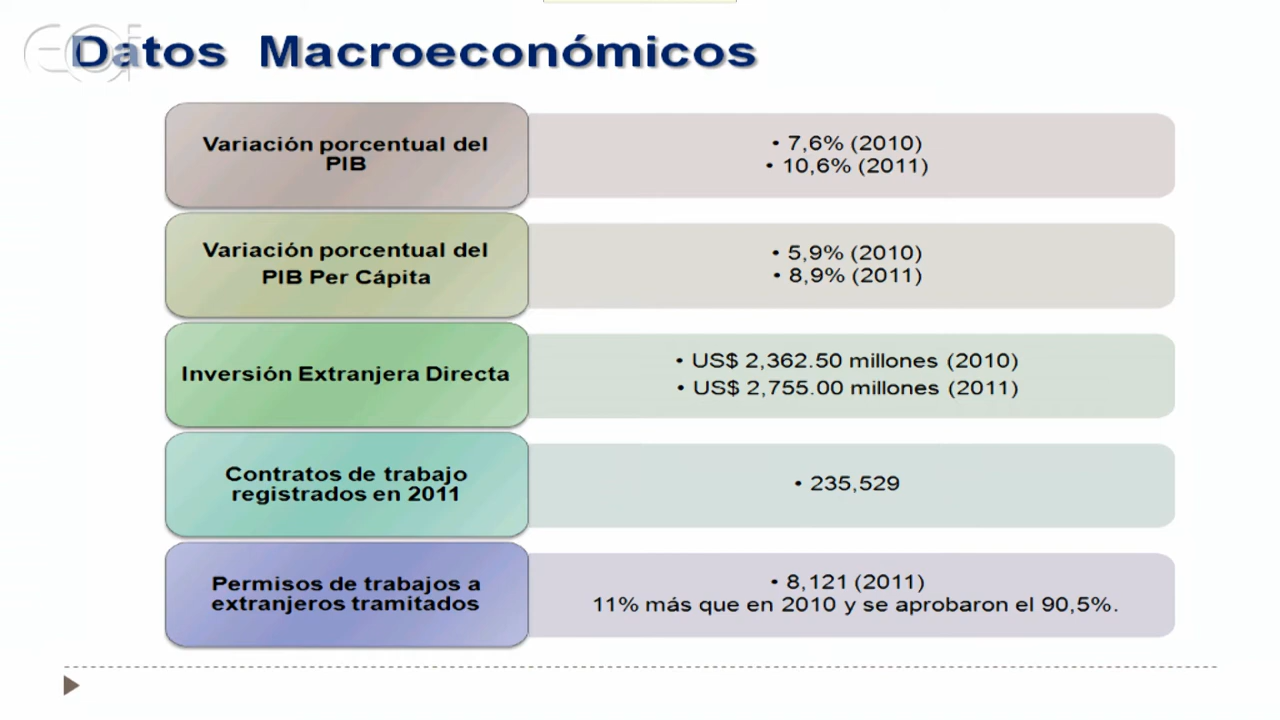 eoi
Datos Macroeconómicos
Variación porcentual del
PIB
• 7,6% (2010)
• 10,6% (2011)
Variación porcentual del
PIB Per Cápita
• 5,9% (2010)
• 8,9% (2011)
Inversión Extranjera Directa
• US$ 2,362.50 millones (2010)
• US$ 2,755.00 millones (2011)
Contratos de trabajo
registrados en 2011
• 235,529
Permisos de trabajos a
extranjeros tramitados
• 8,121 (2011)
11% más que en 2010 y se aprobaron el 90,5%.